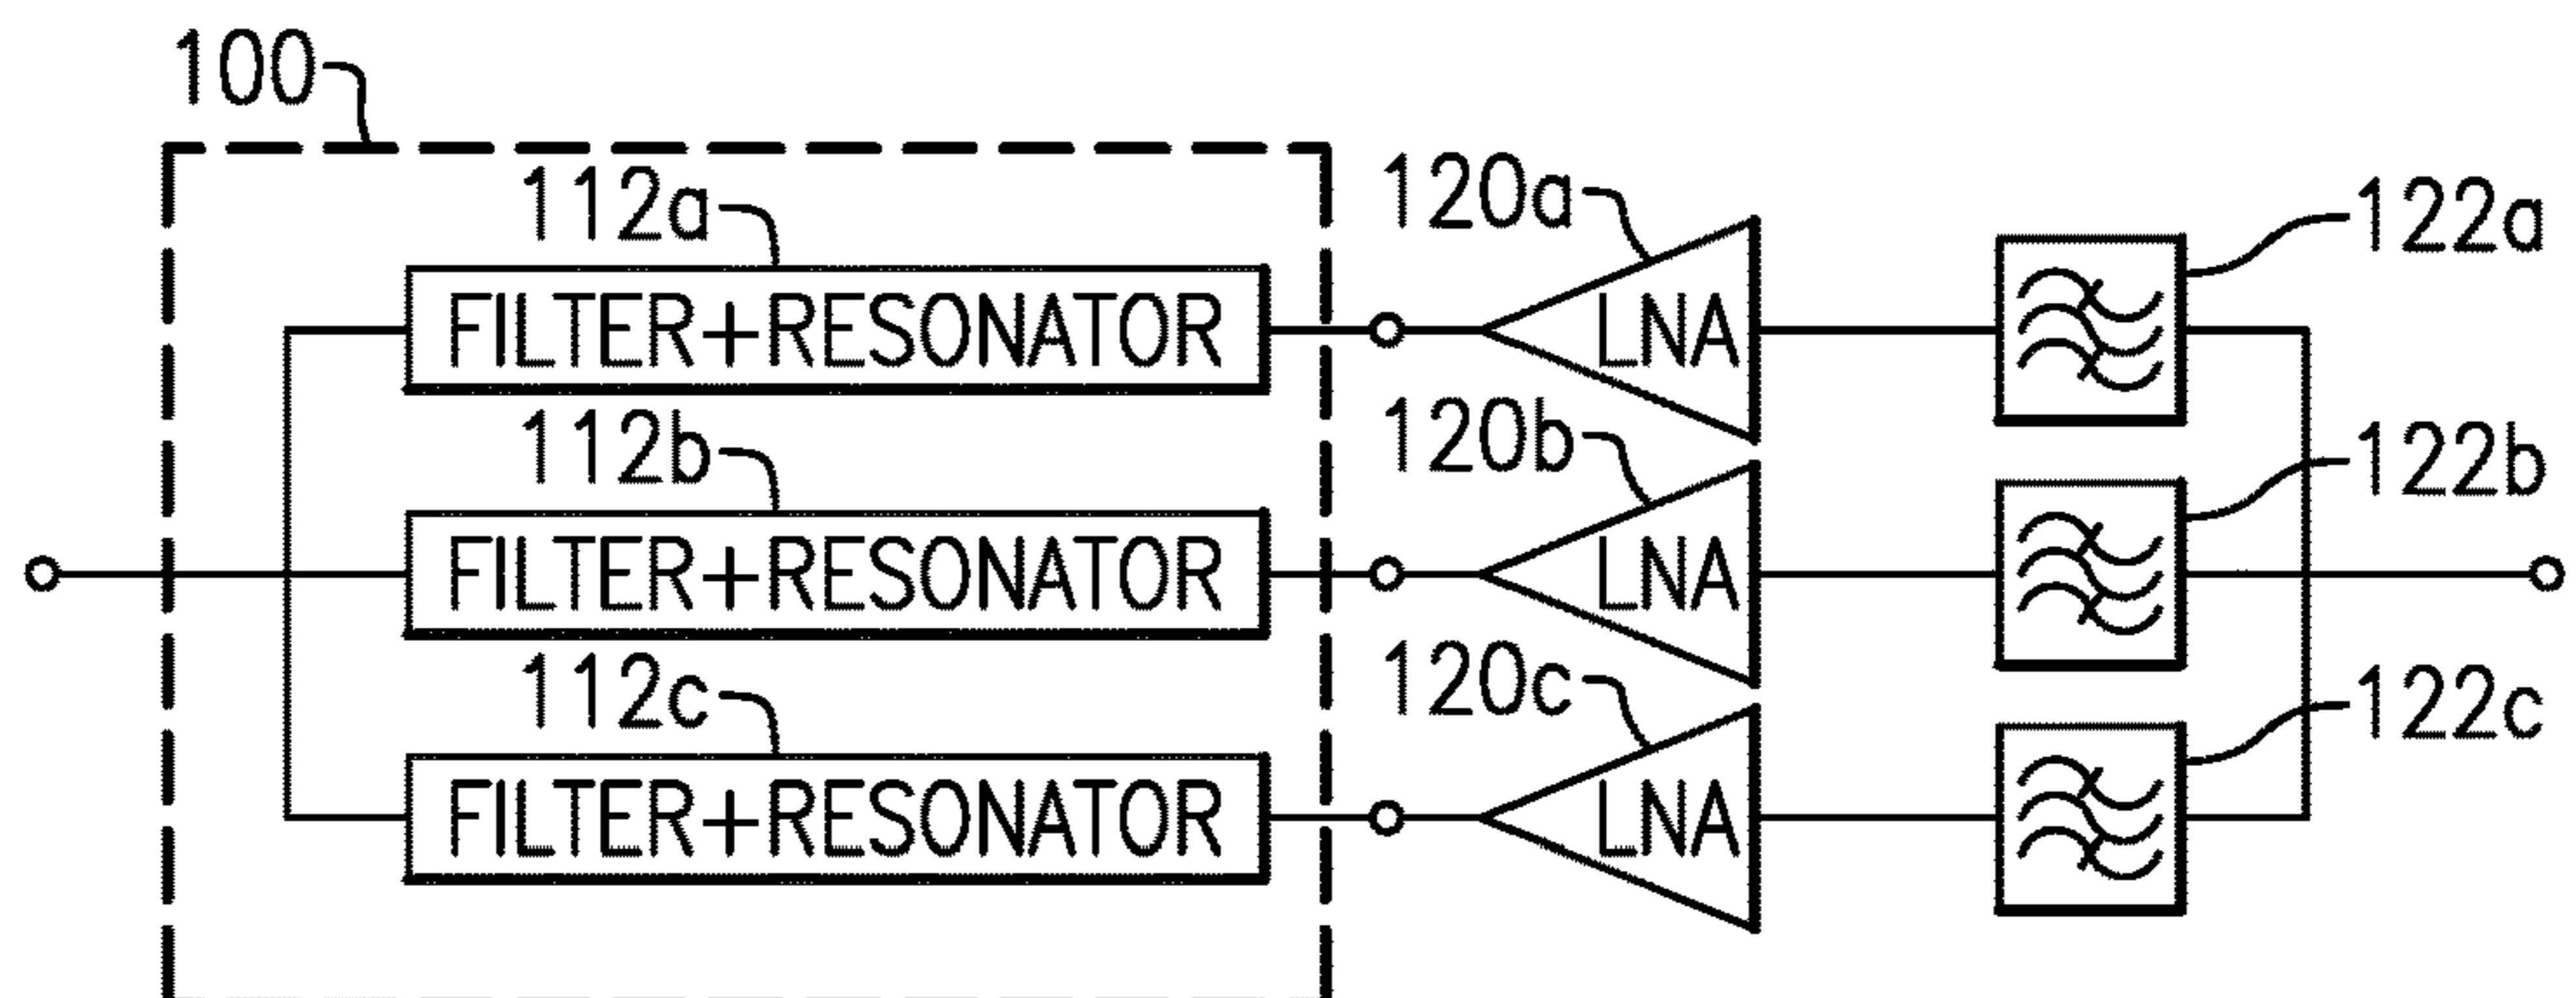 100
112a
120a
122a
FILTER+RESONATOR
LNA
112b
120b
122b
FILTER+RESONATOR
LNA
112c
120c
122c
FILTER+RESONATOR
LNA